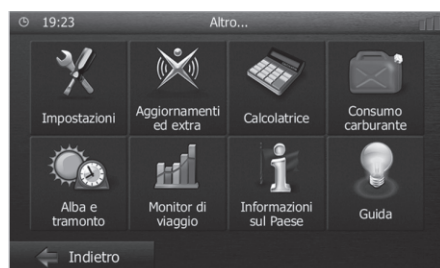 19:23
Altro...
Impostazioni
Aggiornamenti
ed extra
Calcolatrice
Consumo
carburante
Alba e
tramonto
Monitor di
viaggio
Informazioni
sul Paese
Guida
Indietro